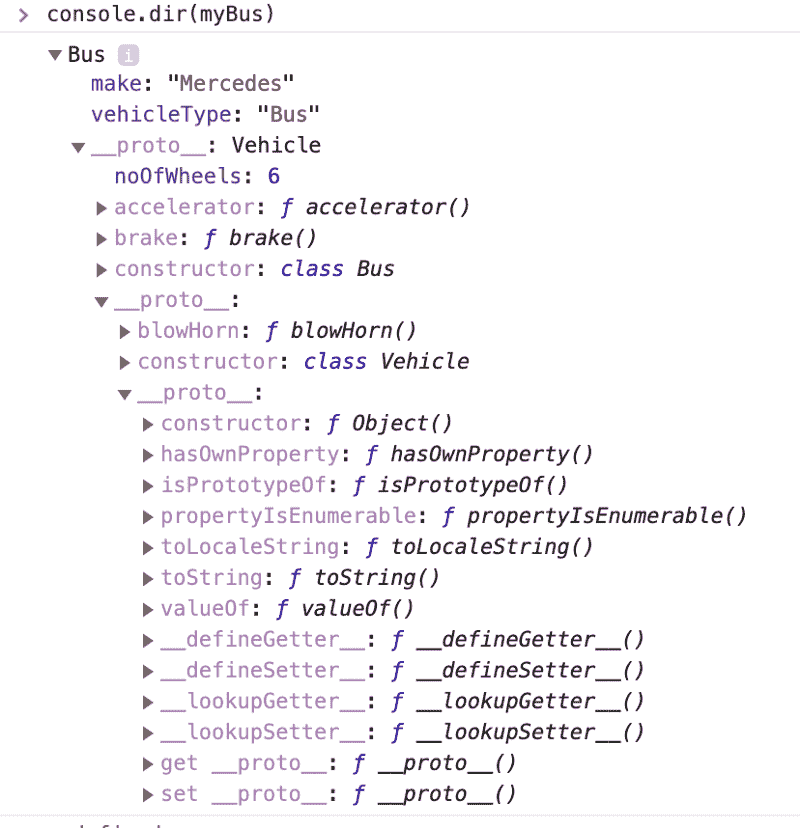 > console.dir(myBus)
▼ Bus i
make: "Mercedes"
vehicleType: "Bus"
▼ __proto__: Vehicle
noOfWheels: 6
▶ accelerator: ƒ accelerator()
▶ brake: ƒ brake()
▶ constructor: class Bus
▼ __proto__:
▶ blowHorn: ƒ blowHorn()
▶ constructor: class Vehicle
▼ __proto__:
▶ constructor: ƒ Object()
▶ hasOwnProperty: ƒ hasOwnProperty()
▶ isPrototypeOf: ƒ isPrototypeOf()
▶ propertyIsEnumerable: ƒ propertyIsEnumerable()
▶ toLocaleString: ƒ toLocaleString()
▶ toString: ƒ toString()
▶ valueOf: ƒ valueOf()
▶ __defineGetter__: ƒ __defineGetter__()
▶ __defineSetter__: ƒ __defineSetter__()
▶ __lookupGetter__: ƒ __lookupGetter__()
▶ __lookupSetter__: ƒ __lookupSetter__()
▶ get __proto__: ƒ __proto__()
▶ set __proto__: ƒ __proto__()